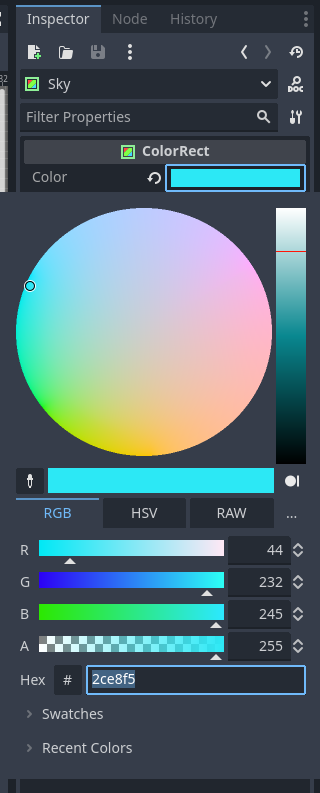 Inspector Node History
Sky
DOC
Filter Properties
ColorRect
Color
RGB HSV RAW ...
R 44
G 232
B 245
A 255
Hex # 2ce8f5
Swatches
Recent Colors